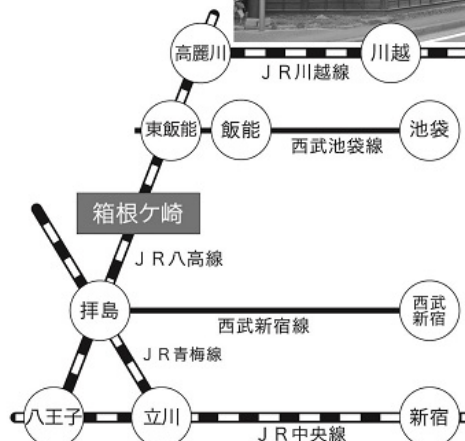 高麗川
川越
ＪＲ川越線
東飯能
飯能
池袋
西武池袋線
箱根ケ崎
ＪＲ八高線
拝島
西武
新宿
西武新宿線
ＪＲ青梅線
八王子
立川
新宿
ＪＲ中央線